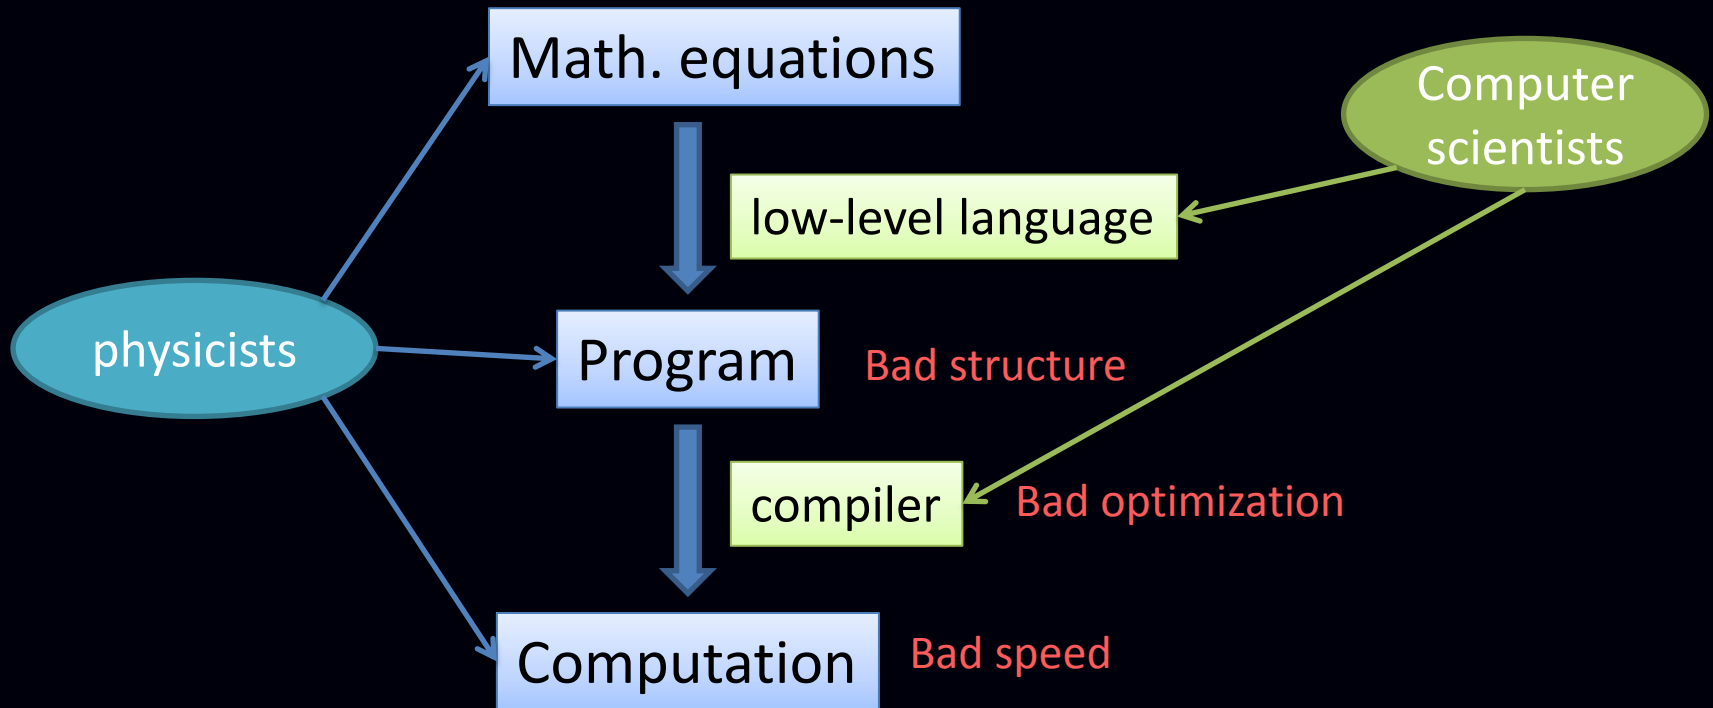 Math. equations
Computer
scientists
low-level language
physicists
Program
Bad structure
compiler
Bad optimization
Computation
Bad speed